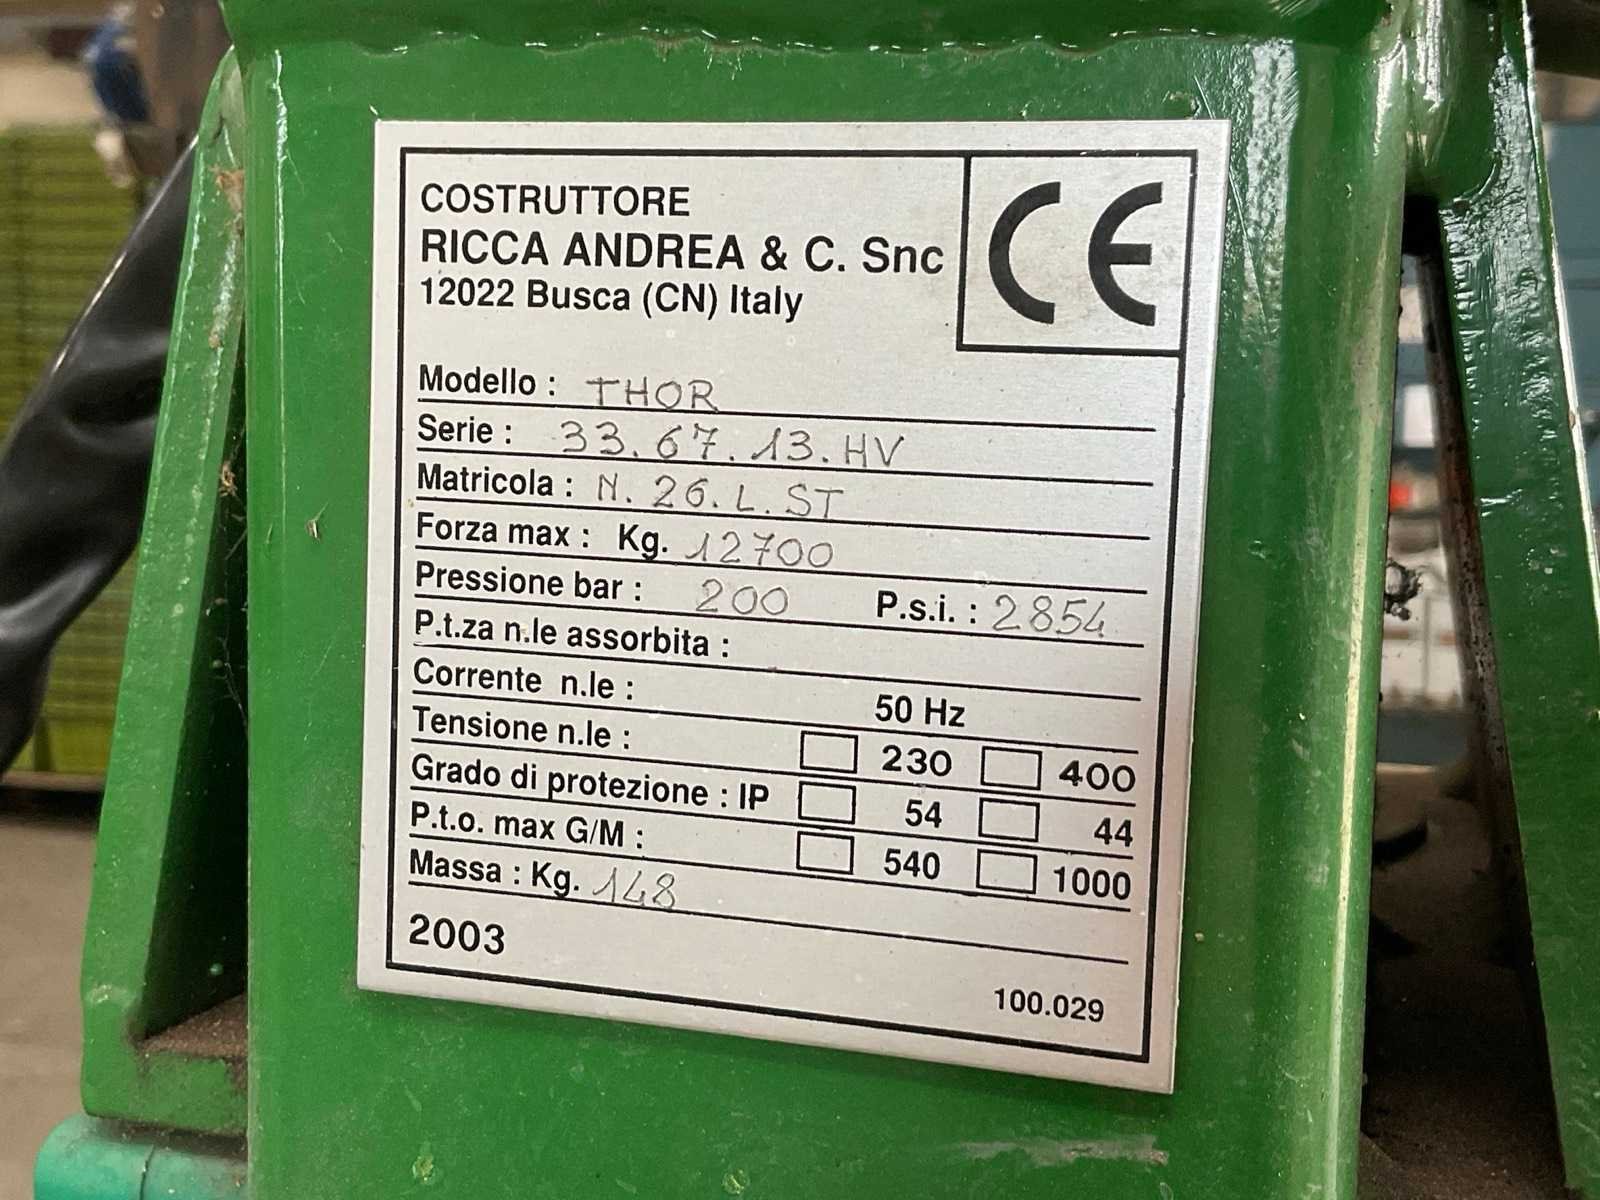 COSTRUTTORE
RICCA ANDREA & C. Snc
12022 Busca (CN) Italy
CE
Modello : THOR
Serie : 33.67.13.HV
Matricola : N. 26.L.ST
Forza max : Kg. 12700
Pressione bar : 200 P.s.i. : 2854
P.t.za n.le assorbita :
Corrente n.le : 50 Hz
Tensione n.le : 230 400
Grado di protezione : IP 54 44
P.t.o. max G/M : 540 1000
Massa : Kg. 148
2003
100.029